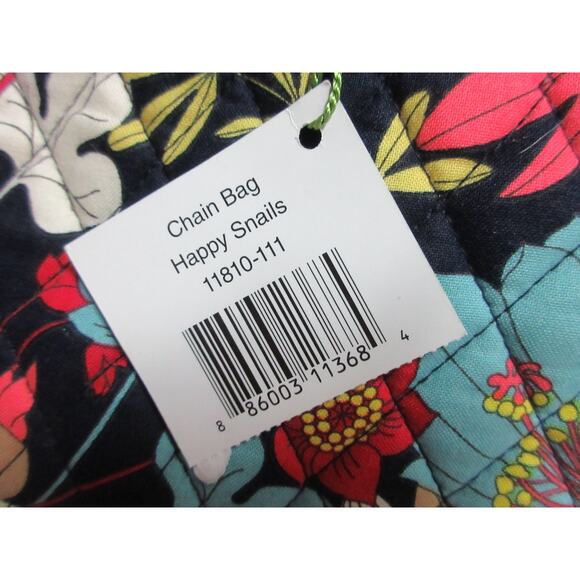 Chain Bag
Happy Snails
11810-111
8 86003 11368 4